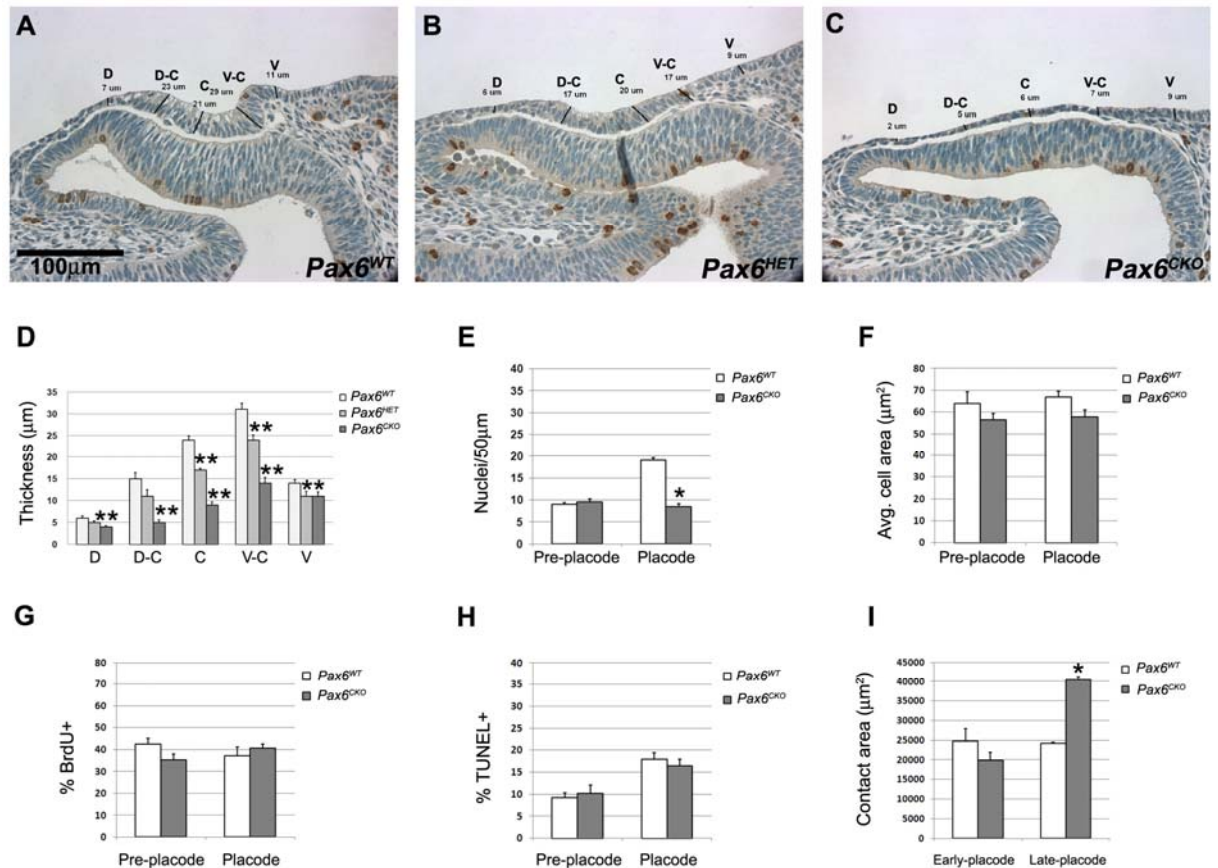 A
D
7 um
D-C
23 um
C
21 um
V-C
29 um
V
11 um
100µm
Pax6WT
B
D
6 um
D-C
17 um
C
20 um
V-C
17 um
V
9 um
Pax6HET
C
D
2 um
D-C
5 um
C
6 um
V-C
7 um
V
9 um
Pax6CKO
D
Thickness (µm)
35
30
25
20
15
10
5
0
** ** ** ** ** ** **
D D-C C V-C V
Pax6WT
Pax6HET
Pax6CKO
E
Nuclei/50µm
40
35
30
25
20
15
10
5
0
*
Pre-placode Placode
Pax6WT
Pax6CKO
F
Avg. cell area (µm2)
80
70
60
50
40
30
20
10
0
Pre-placode Placode
Pax6WT
Pax6CKO
G
% BrdU+
80
70
60
50
40
30
20
10
0
Pre-placode Placode
Pax6WT
Pax6CKO
H
% TUNEL+
40
35
30
25
20
15
10
5
0
Pre-placode Placode
Pax6WT
Pax6CKO
I
Contact area (µm2)
45000
40000
35000
30000
25000
20000
15000
10000
5000
0
*
Early-placode Late-placode
Pax6WT
Pax6CKO